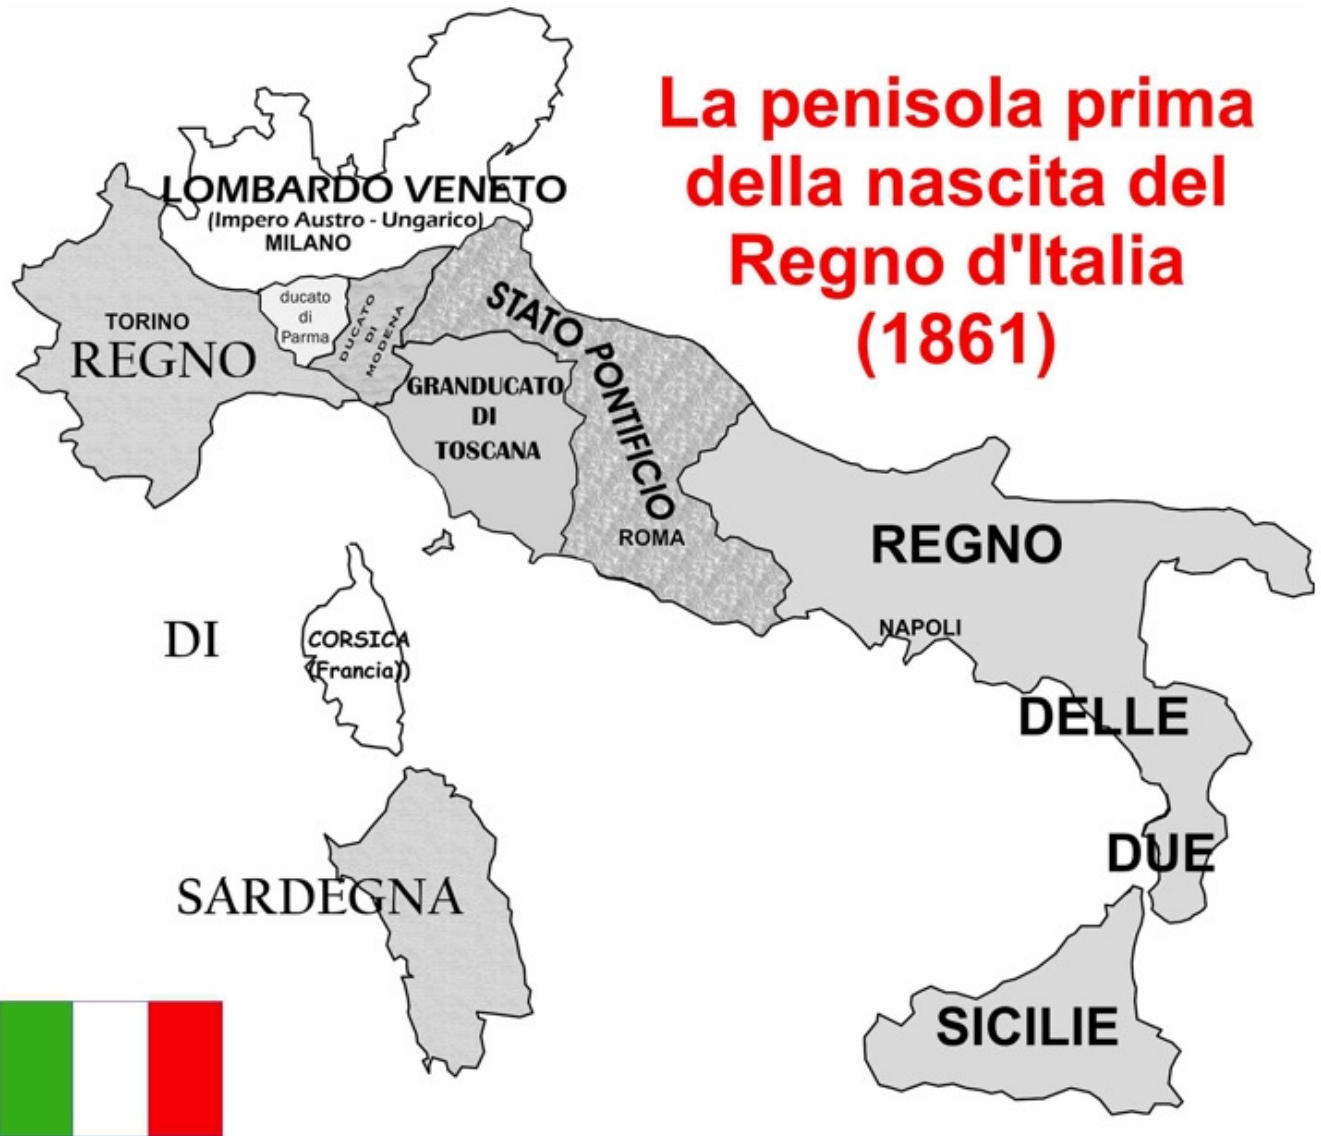 La penisola prima
della nascita del
Regno d'Italia
(1861)
LOMBARDO VENETO
(Impero Austro - Ungarico)
MILANO
TORINO
REGNO
DI
SARDEGNA
ducato
di
Parma
DUCATO
DI
MODENA
STATO PONTIFICIO
ROMA
GRANDUCATO
DI
TOSCANA
CORSICA
(Francia))
REGNO
NAPOLI
DELLE
DUE
SICILIE